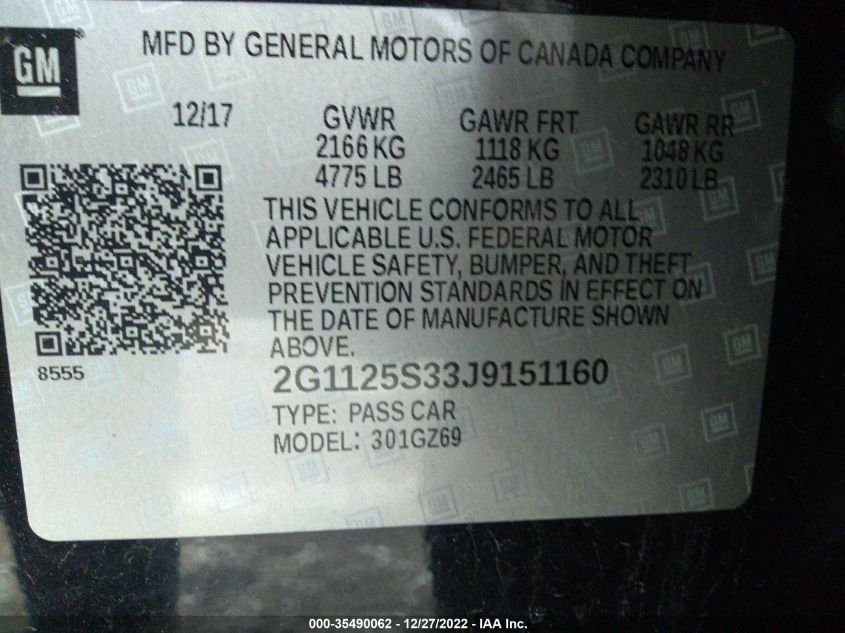 GM
MFD BY GENERAL MOTORS OF CANADA COMPANY
12/17 GVWR GAWR FRT GAWR RR
2166 KG 1118 KG 1048 KG
4775 LB 2465 LB 2310 LB
THIS VEHICLE CONFORMS TO ALL
APPLICABLE U.S. FEDERAL MOTOR
VEHICLE SAFETY, BUMPER, AND THEFT
PREVENTION STANDARDS IN EFFECT ON
THE DATE OF MANUFACTURE SHOWN
ABOVE.
8555
2G1125S33J9151160
TYPE: PASS CAR
MODEL: 301GZ69
000-35490062 - 12/27/2022 - IAA Inc.